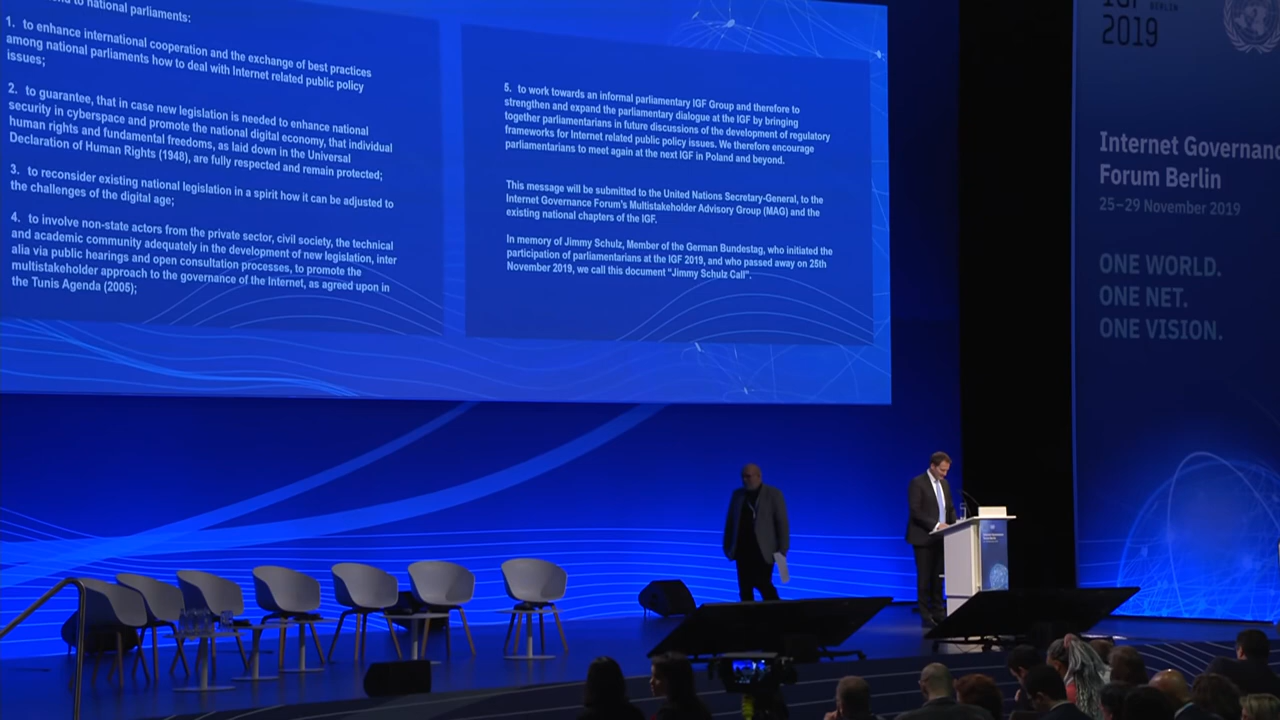 to national parliaments:
1. to enhance international cooperation and the exchange of best practices
among national parliaments how to deal with Internet related public policy
issues;
2. to guarantee, that in case new legislation is needed to enhance national
security in cyberspace and promote the national digital economy, that individual
human rights and fundamental freedoms, as laid down in the Universal
Declaration of Human Rights (1948), are fully respected and remain protected;
3. to reconsider existing national legislation in a spirit how it can be adjusted to
the challenges of the digital age;
4. to involve non-state actors from the private sector, civil society, the technical
and academic community adequately in the development of new legislation, inter
alia via public hearings and open consultation processes, to promote the
multistakeholder approach to the governance of the Internet, as agreed upon in
the Tunis Agenda (2005);
5. to work towards an informal parliamentary IGF Group and therefore to
strengthen and expand the parliamentary dialogue at the IGF by bringing
together parlamentarians in future discussions of the development of regulatory
frameworks for Internet related public policy issues. We therefore encourage
parliamentarians to meet again at the next IGF in Poland and beyond.
This message will be submitted to the United Nations Secretary-General, to the
Internet Governance Forum's Multistakeholder Advisory Group (MAG) and the
existing national chapters of the IGF.
In memory of Jimmy Schulz, Member of the German Bundestag, who initiated the
participation of parlamentarians at the IGF 2019, and who passed away on 25th
November 2019, we call this document "Jimmy Schulz Call".
IGF BERLIN
2019
Internet Governanc
Forum Berlin
25–29 November 2019
ONE WORLD.
ONE NET.
ONE VISION.